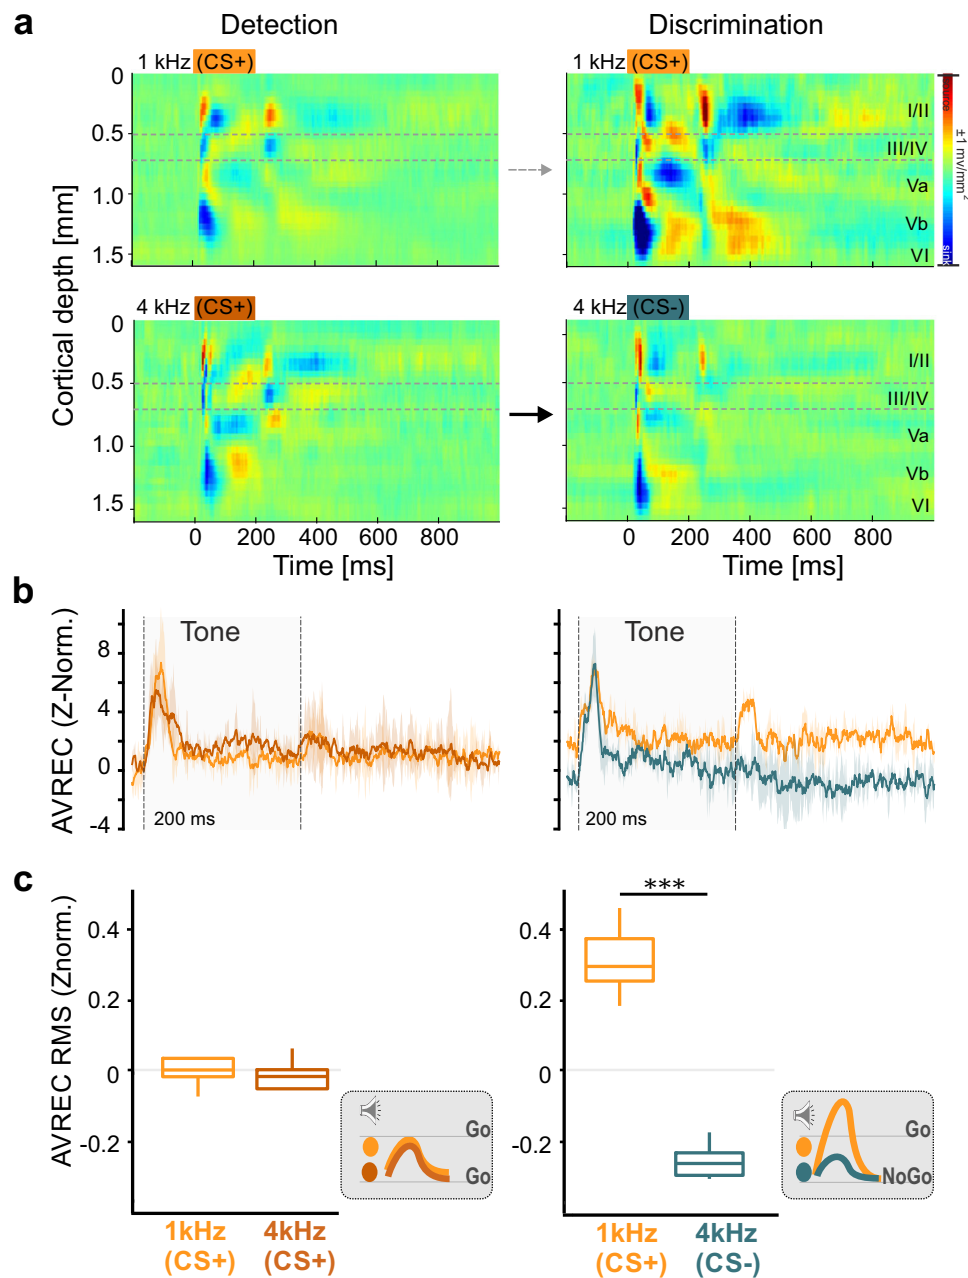 a
Detection
Discrimination
1 kHz (CS+)
1 kHz (CS+)
0
0.5
1.0
1.5
Cortical depth [mm]
I/II
III/IV
Va
Vb
VI
source
sink
±1 mv/mm²
4 kHz (CS+)
4 kHz (CS-)
0
0.5
1.0
1.5
I/II
III/IV
Va
Vb
VI
0 200 400 600 800
0 200 400 600 800
Time [ms]
Time [ms]
b
AVREC (Z-Norm.)
8
4
0
-4
Tone
200 ms
Tone
200 ms
c
AVREC RMS (Znorm.)
0.4
0.2
0
-0.2
0.4
0.2
0
-0.2
***
Go
Go
Go
NoGo
1kHz
(CS+)
4kHz
(CS+)
1kHz
(CS+)
4kHz
(CS-)